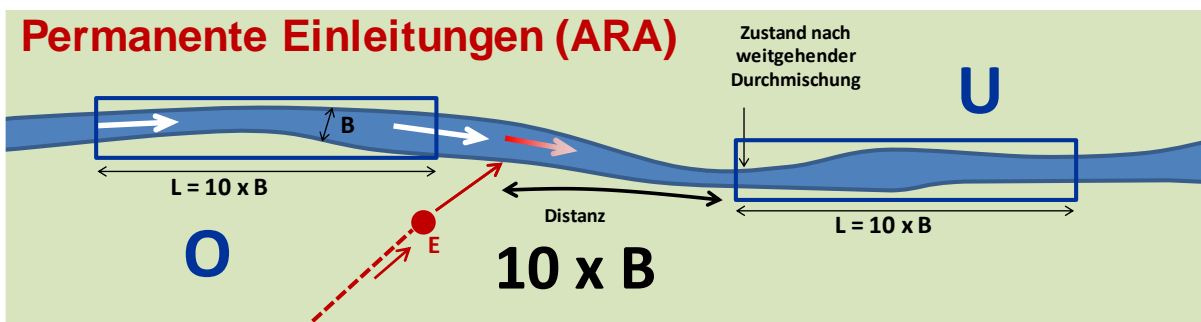 Permanente Einleitungen (ARA)
Zustand nach
weitgehender
Durchmischung
U
B
L = 10 x B
Distanz
L = 10 x B
E
O
10 x B